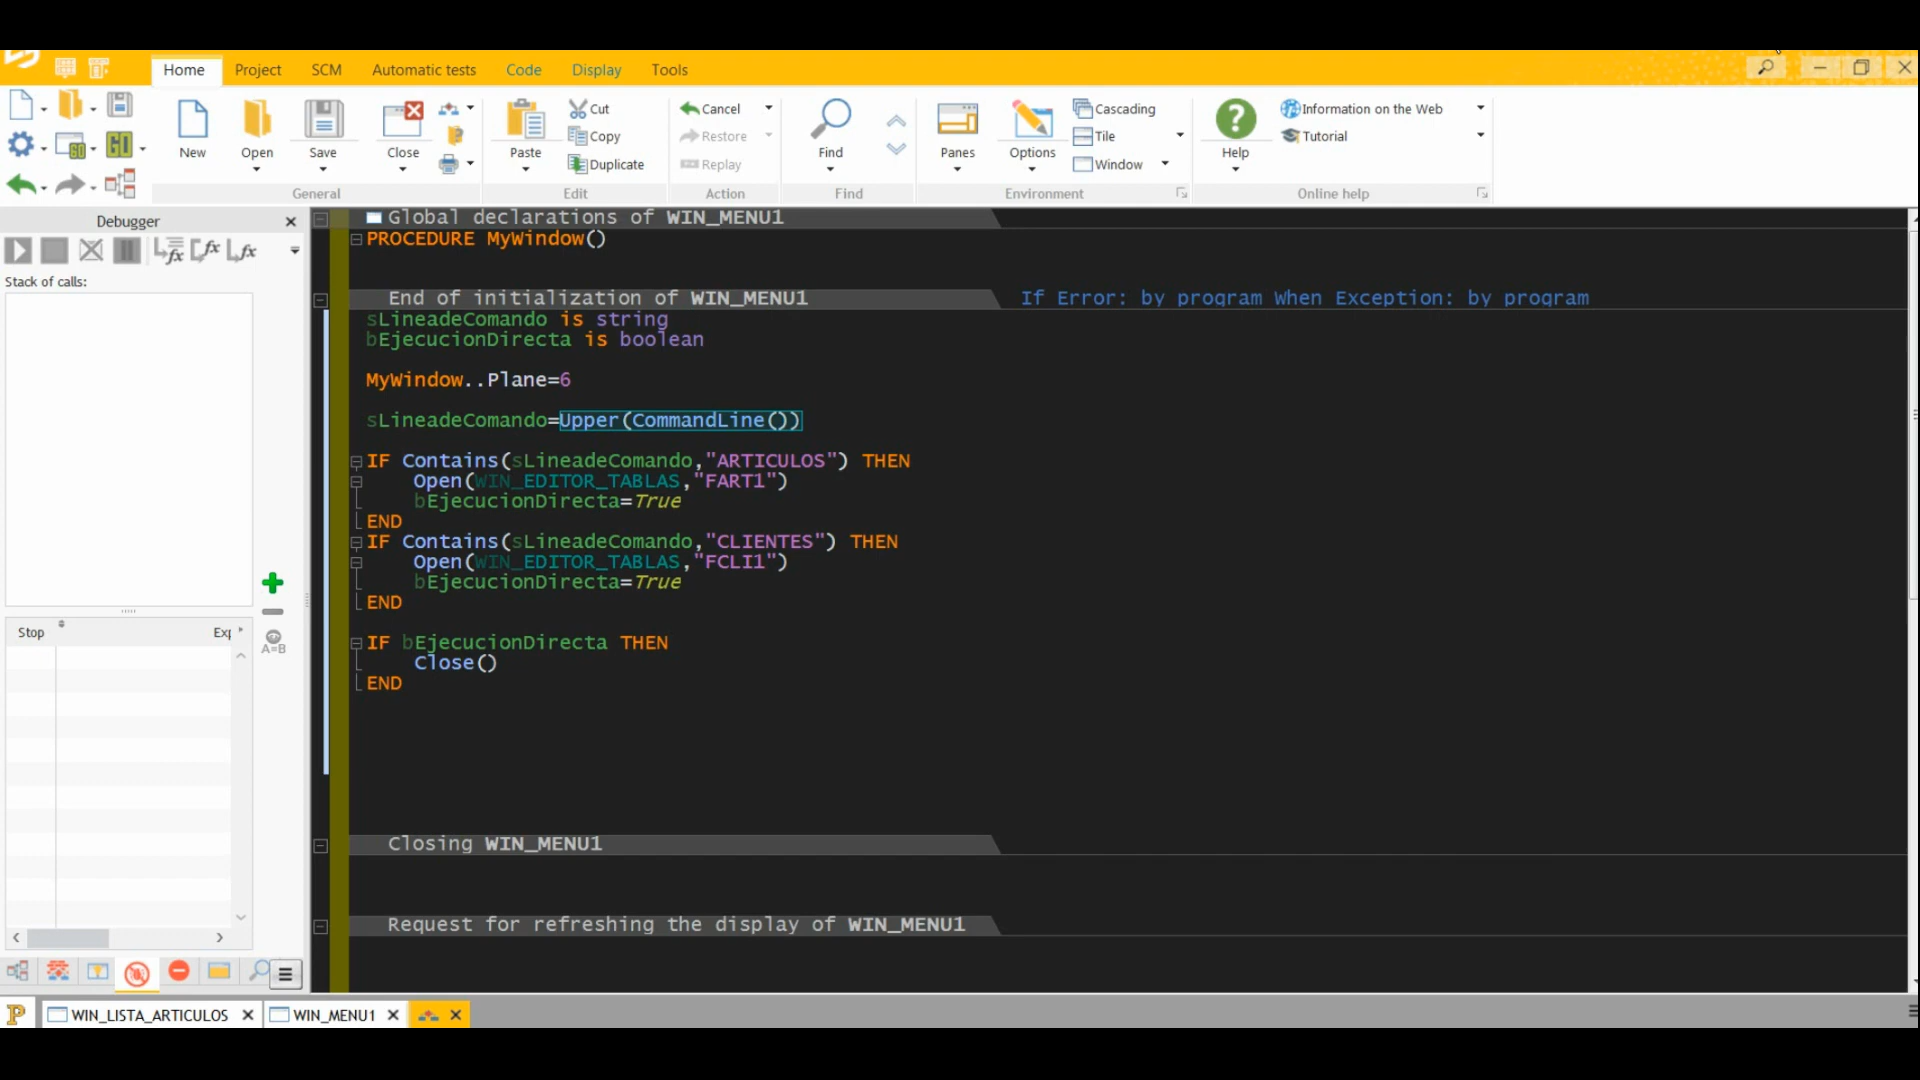 Home Project SCM Automatic tests Code Display Tools
New Open Save Close Paste Cut Cancel Find Panes Options Cascading Help Information on the Web
Copy Restore Tile Tutorial
Duplicate Replay Window
General Edit Action Find Environment Online help
GO GO
Debugger
Stack of calls:
Stop
A=B
Global declarations of WIN_MENU1
PROCEDURE MyWindow()
End of initialization of WIN_MENU1 If Error: by program When Exception: by program
sLineadeComando is string
bEjecucionDirecta is boolean
MyWindow..Plane=6
sLineadeComando=Upper(CommandLine())
IF Contains(sLineadeComando,"ARTICULOS") THEN
Open(WIN_EDITOR_TABLAS,"FART1")
bEjecucionDirecta=True
END
IF Contains(sLineadeComando,"CLIENTES") THEN
Open(WIN_EDITOR_TABLAS,"FCLI1")
bEjecucionDirecta=True
END
IF bEjecucionDirecta THEN
Close()
END
Closing WIN_MENU1
Request for refreshing the display of WIN_MENU1
WIN_LISTA_ARTICULOS WIN_MENU1